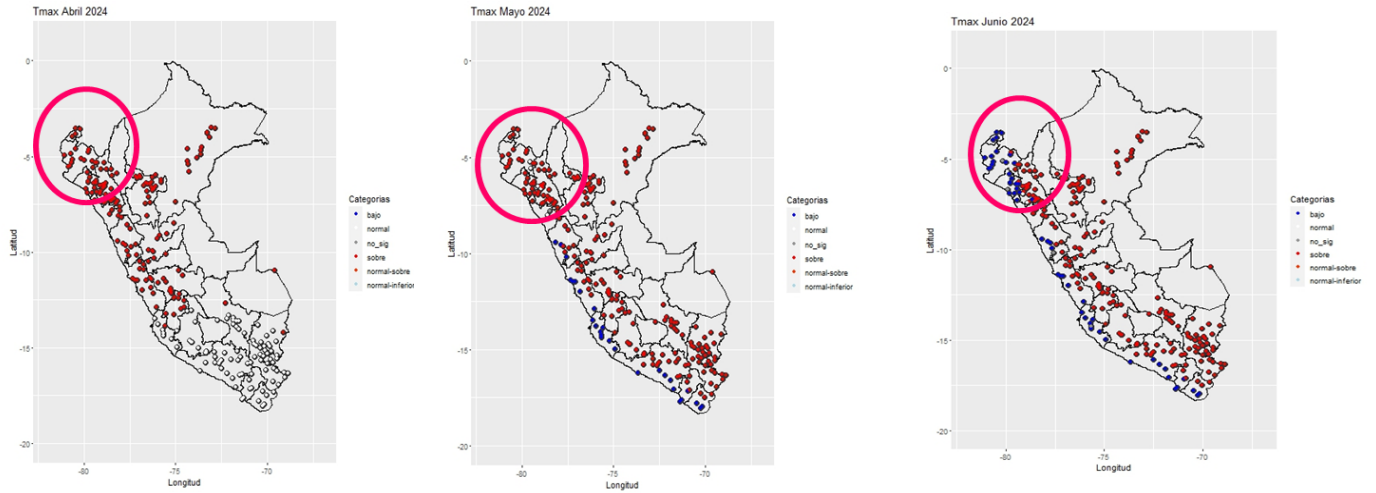 Tmax Abril 2024
0
-5
-10
-15
-20
-80
-75
-70
Latitud
Longitud
Categorias
bajo
normal
no_sig
sobre
normal-sobre
normal-inferior
Tmax Mayo 2024
0
-5
-10
-15
-20
-80
-75
-70
Latitud
Longitud
Categorias
bajo
normal
no_sig
sobre
normal-sobre
normal-inferior
Tmax Junio 2024
0
-5
-10
-15
-20
-80
-75
-70
Latitud
Longitud
Categorias
bajo
normal
no_sig
sobre
normal-sobre
normal-inferior